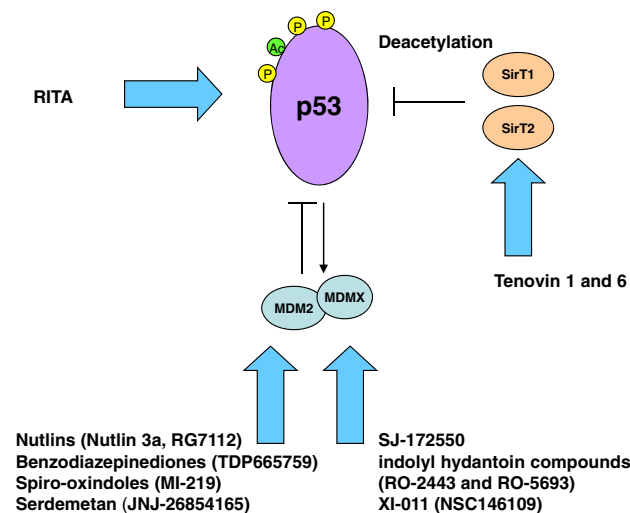 P
P
Ac
P
Deacetylation
RITA
p53
SirT1
SirT2
Tenovin 1 and 6
MDM2
MDMX
Nutlins (Nutlin 3a, RG7112)
Benzodiazepinediones (TDP665759)
Spiro-oxindoles (MI-219)
Serdemetan (JNJ-26854165)
SJ-172550
indolyl hydantoin compounds
(RO-2443 and RO-5693)
XI-011 (NSC146109)